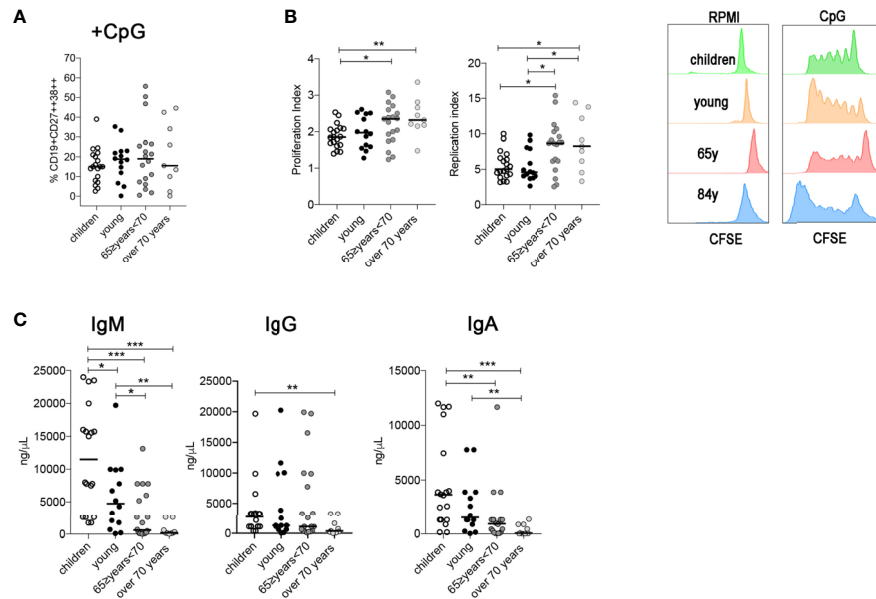 A
+CpG
% CD19+CD27++38++
70
60
50
40
30
20
10
0
children
young
65≥years<70
over 70 years
B
Proliferation Index
4
3
2
1
0
**
*
children
young
65≥years<70
over 70 years
Replication index
20
15
10
5
0
*
*
*
*
children
young
65≥years<70
over 70 years
RPMI
CpG
children
young
65y
84y
CFSE
CFSE
C
IgM
ng/µL
25000
20000
15000
10000
5000
0
***
***
*
**
*
children
young
65≥years<70
over 70 years
IgG
ng/µL
25000
20000
15000
10000
5000
0
**
children
young
65≥years<70
over 70 years
IgA
ng/µL
15000
10000
5000
0
***
**
**
children
young
65≥years<70
over 70 years